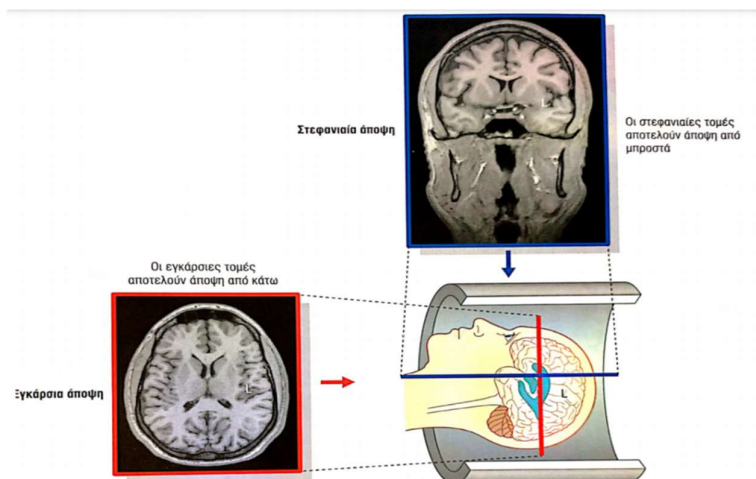 Στεφανιαία άποψη
L
Οι στεφανιαίες τομές
αποτελούν άποψη από
μπροστά
Οι εγκάρσιες τομές
αποτελούν άποψη από κάτω
Εγκάρσια άποψη
L
L